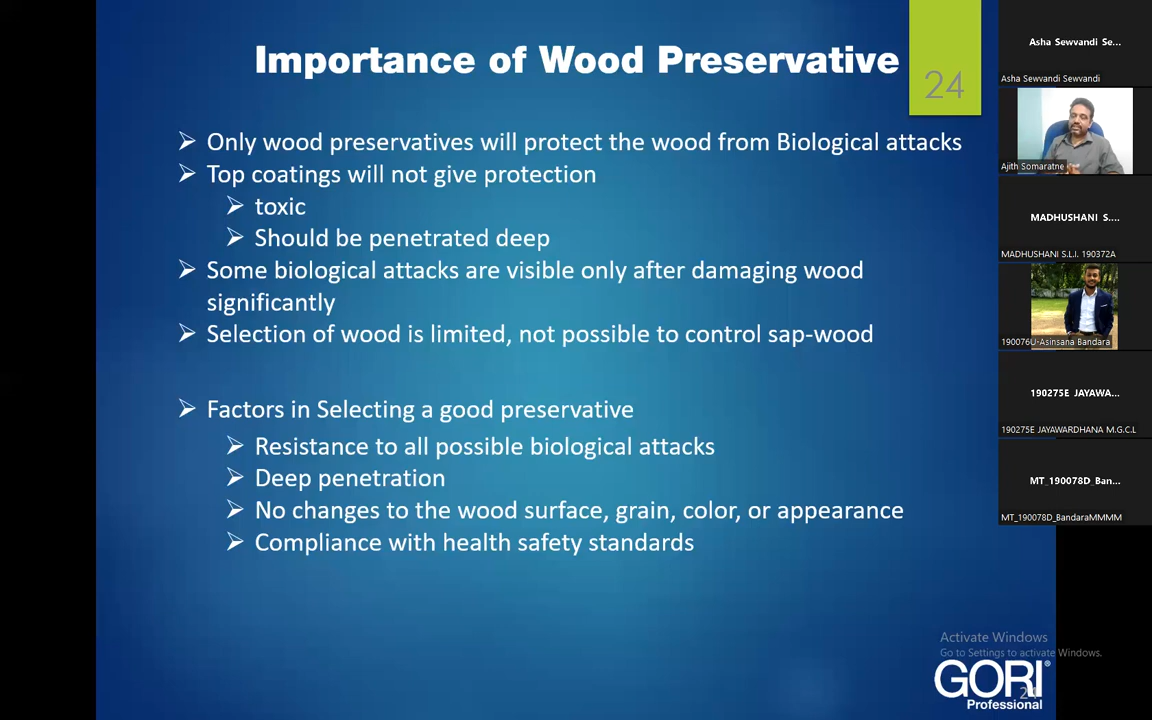 Importance of Wood Preservative
24
Only wood preservatives will protect the wood from Biological attacks
Top coatings will not give protection
toxic
Should be penetrated deep
Some biological attacks are visible only after damaging wood
significantly
Selection of wood is limited, not possible to control sap-wood
Factors in Selecting a good preservative
Resistance to all possible biological attacks
Deep penetration
No changes to the wood surface, grain, color, or appearance
Compliance with health safety standards
Activate Windows
Go to Settings to activate Windows.
GORI®
Professional
Asha Sewvandi Se...
Asha Sewvandi Sewvandi
Ajith Somaratne
MADHUSHANI S....
MADHUSHANI S.L.I. 190372A
190076U-Asinsana Bandara
190275E JAYAWA...
190275E JAYAWARDHANA M.G.C.L
MT_190078D_Ban...
MT_190078D_BandaraMMMM